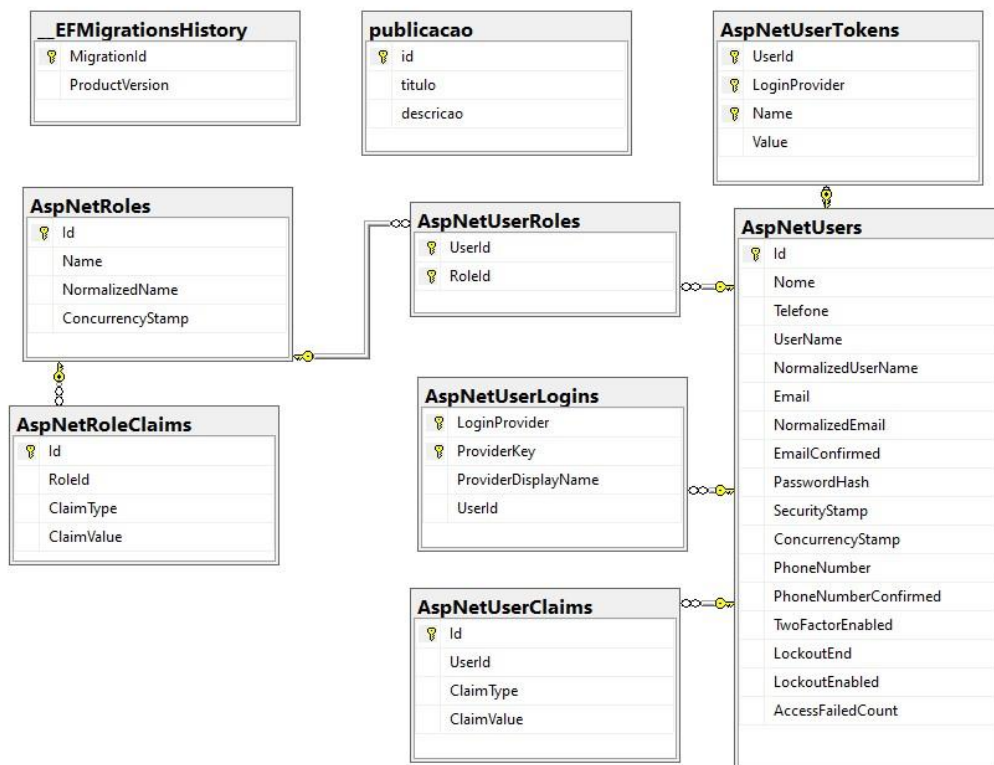 __EFMigrationsHistory
MigrationId
ProductVersion
publicacao
id
titulo
descricao
AspNetUserTokens
UserId
LoginProvider
Name
Value
AspNetRoles
Id
Name
NormalizedName
ConcurrencyStamp
AspNetUserRoles
UserId
RoleId
AspNetUsers
Id
Nome
Telefone
UserName
NormalizedUserName
Email
NormalizedEmail
EmailConfirmed
PasswordHash
SecurityStamp
ConcurrencyStamp
PhoneNumber
PhoneNumberConfirmed
TwoFactorEnabled
LockoutEnd
LockoutEnabled
AccessFailedCount
AspNetRoleClaims
Id
RoleId
ClaimType
ClaimValue
AspNetUserLogins
LoginProvider
ProviderKey
ProviderDisplayName
UserId
AspNetUserClaims
Id
UserId
ClaimType
ClaimValue